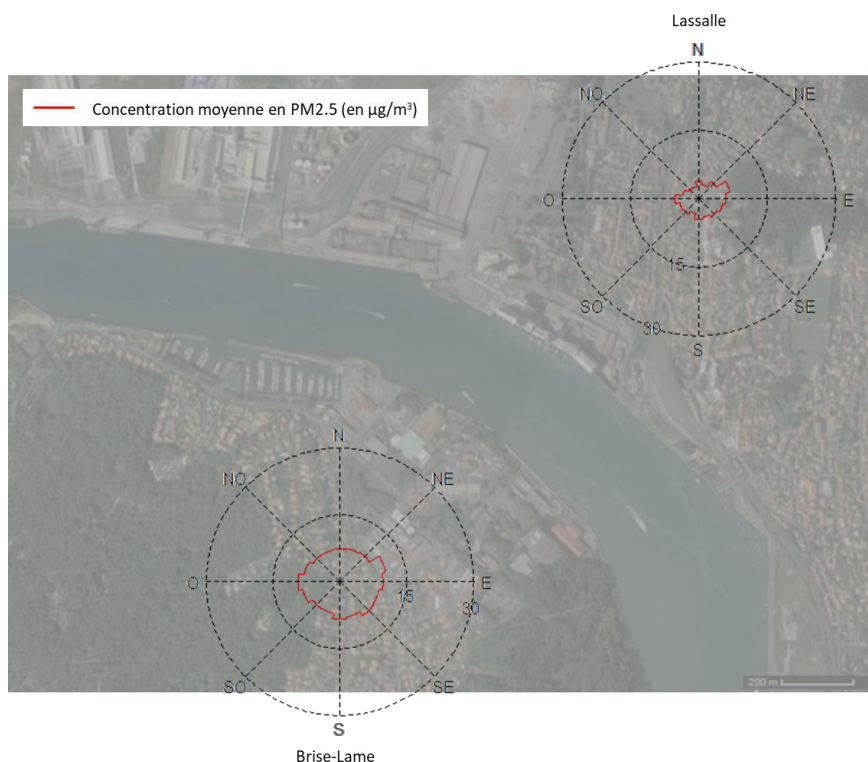 Lassalle
N
NO
NE
Concentration moyenne en PM2.5 (en µg/m³)
O
E
15
SO
SE
30
S
200 m
N
NO
NE
O
E
15
30
SO
SE
S
Brise-Lame